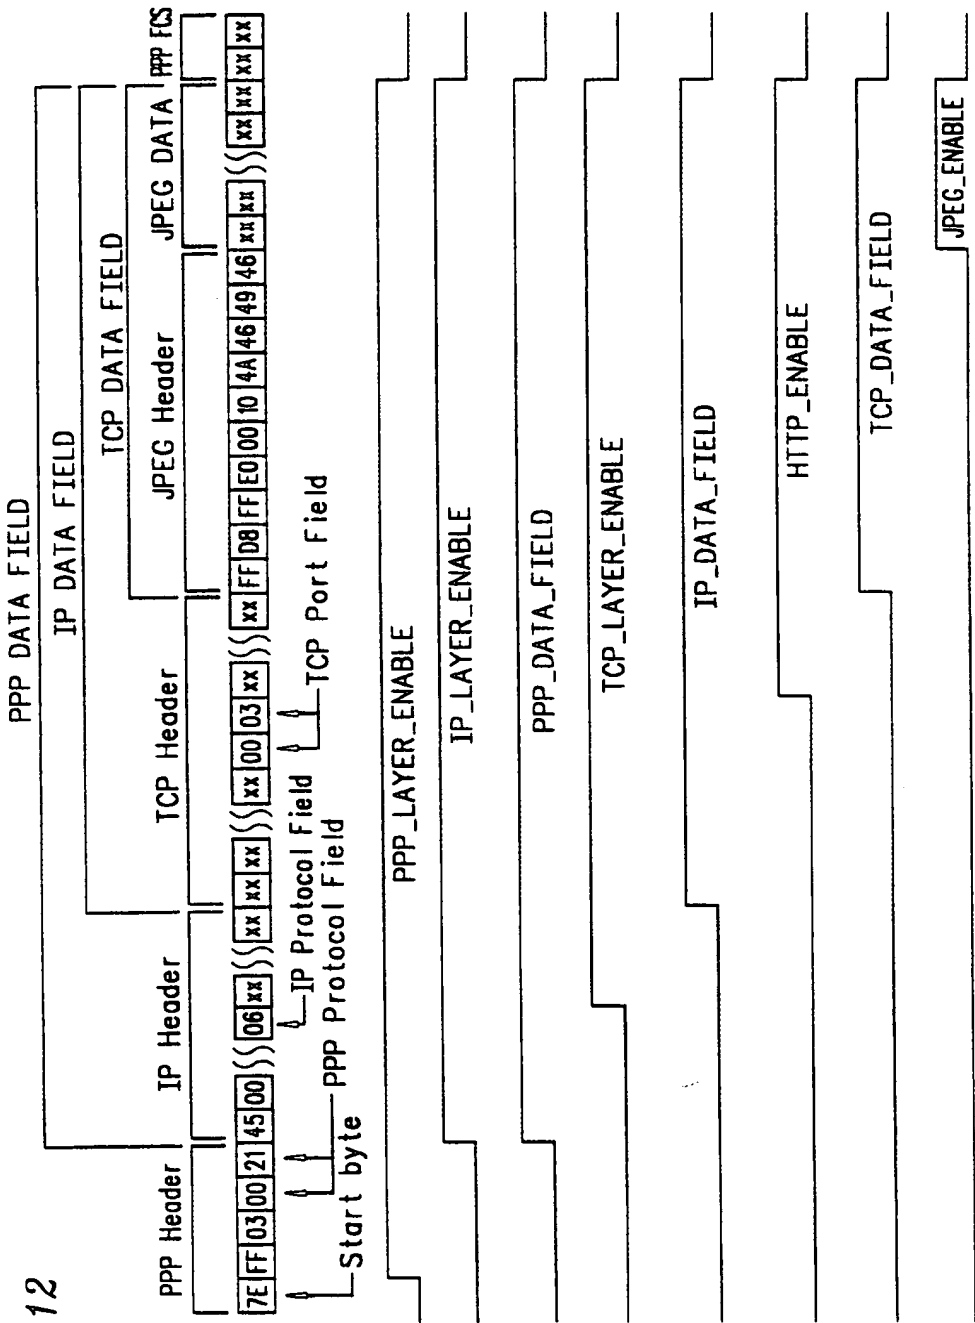 12
PPP DATA FIELD
IP DATA FIELD
TCP DATA FIELD
PPP Header
IP Header
TCP Header
JPEG Header
JPEG DATA
PPP FCS
7E FF 03 00 21 45 00 06 xx xx xx xx xx 00 03 xx xx FF D8 FF E0 00 10 4A 46 49 46 xx xx xx xx xx xx
Start byte
PPP Protocol Field
IP Protocol Field
TCP Port Field
PPP_LAYER_ENABLE
IP_LAYER_ENABLE
PPP_DATA_FIELD
TCP_LAYER_ENABLE
IP_DATA_FIELD
HTTP_ENABLE
TCP_DATA_FIELD
JPEG_ENABLE